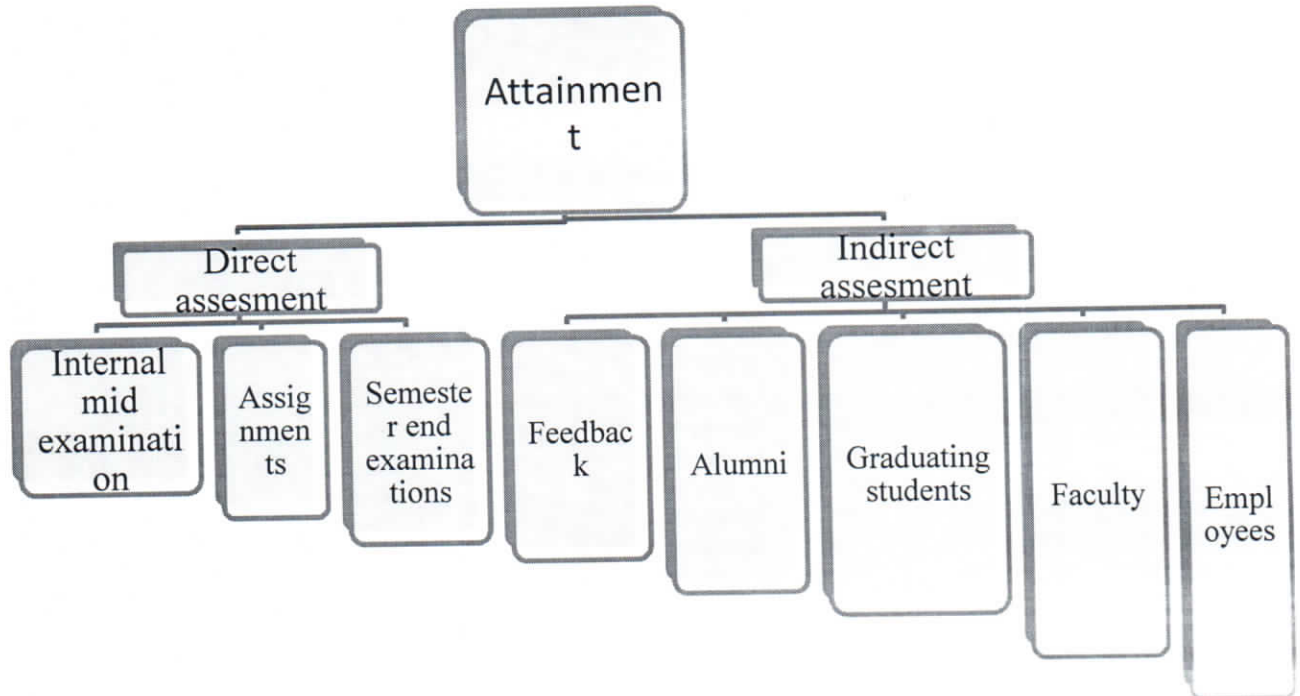 Attainmen
t
Direct
assesment
Indirect
assesment
Internal
mid
examinati
on
Assig
nmen
ts
Semeste
r end
examina
tions
Feedbac
k
Alumni
Graduating
students
Faculty
Empl
oyees